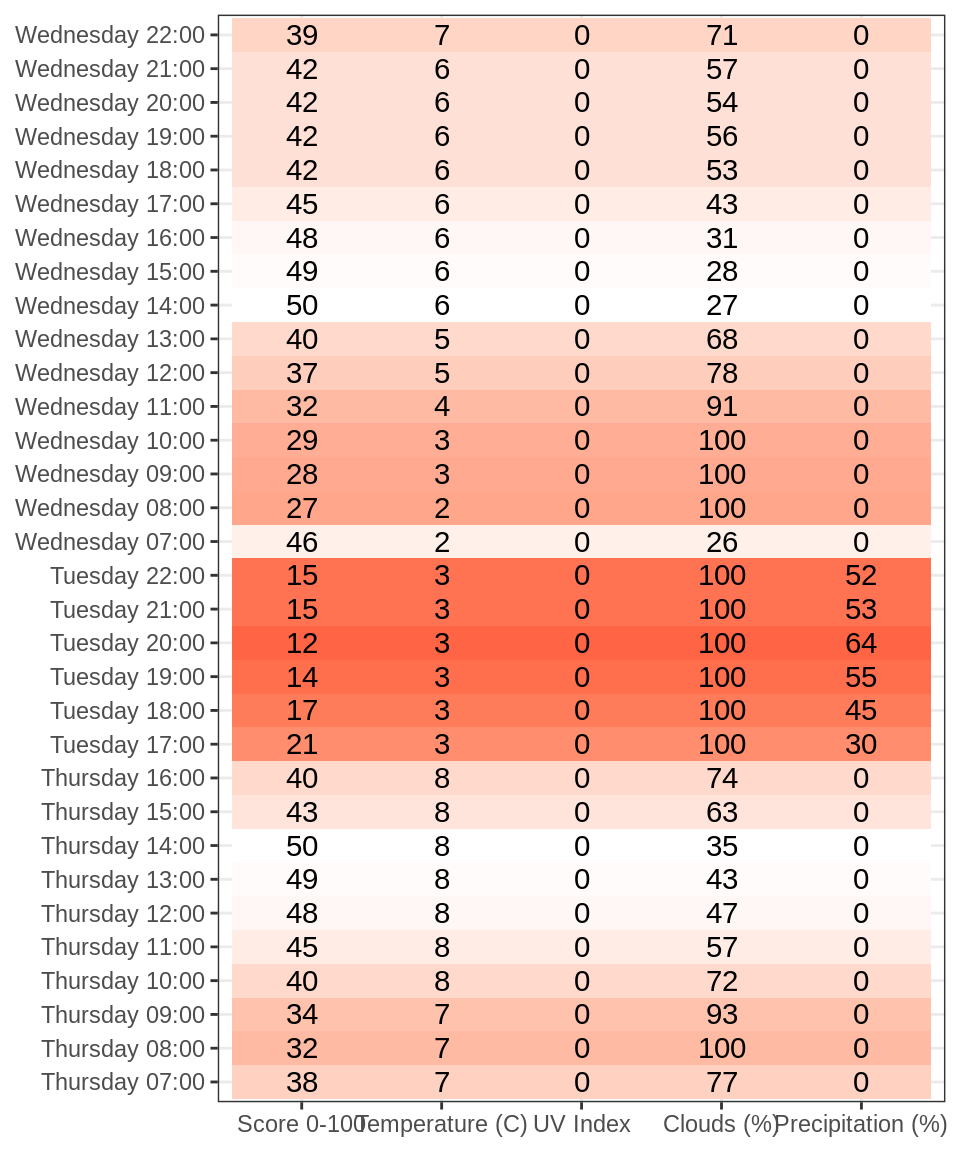 Wednesday 22:00 39 7 0 71 0
Wednesday 21:00 42 6 0 57 0
Wednesday 20:00 42 6 0 54 0
Wednesday 19:00 42 6 0 56 0
Wednesday 18:00 42 6 0 53 0
Wednesday 17:00 45 6 0 43 0
Wednesday 16:00 48 6 0 31 0
Wednesday 15:00 49 6 0 28 0
Wednesday 14:00 50 6 0 27 0
Wednesday 13:00 40 5 0 68 0
Wednesday 12:00 37 5 0 78 0
Wednesday 11:00 32 4 0 91 0
Wednesday 10:00 29 3 0 100 0
Wednesday 09:00 28 3 0 100 0
Wednesday 08:00 27 2 0 100 0
Wednesday 07:00 46 2 0 26 0
Tuesday 22:00 15 3 0 100 52
Tuesday 21:00 15 3 0 100 53
Tuesday 20:00 12 3 0 100 64
Tuesday 19:00 14 3 0 100 55
Tuesday 18:00 17 3 0 100 45
Tuesday 17:00 21 3 0 100 30
Thursday 16:00 40 8 0 74 0
Thursday 15:00 43 8 0 63 0
Thursday 14:00 50 8 0 35 0
Thursday 13:00 49 8 0 43 0
Thursday 12:00 48 8 0 47 0
Thursday 11:00 45 8 0 57 0
Thursday 10:00 40 8 0 72 0
Thursday 09:00 34 7 0 93 0
Thursday 08:00 32 7 0 100 0
Thursday 07:00 38 7 0 77 0
Score 0-100 Temperature (C) UV Index Clouds (%) Precipitation (%)